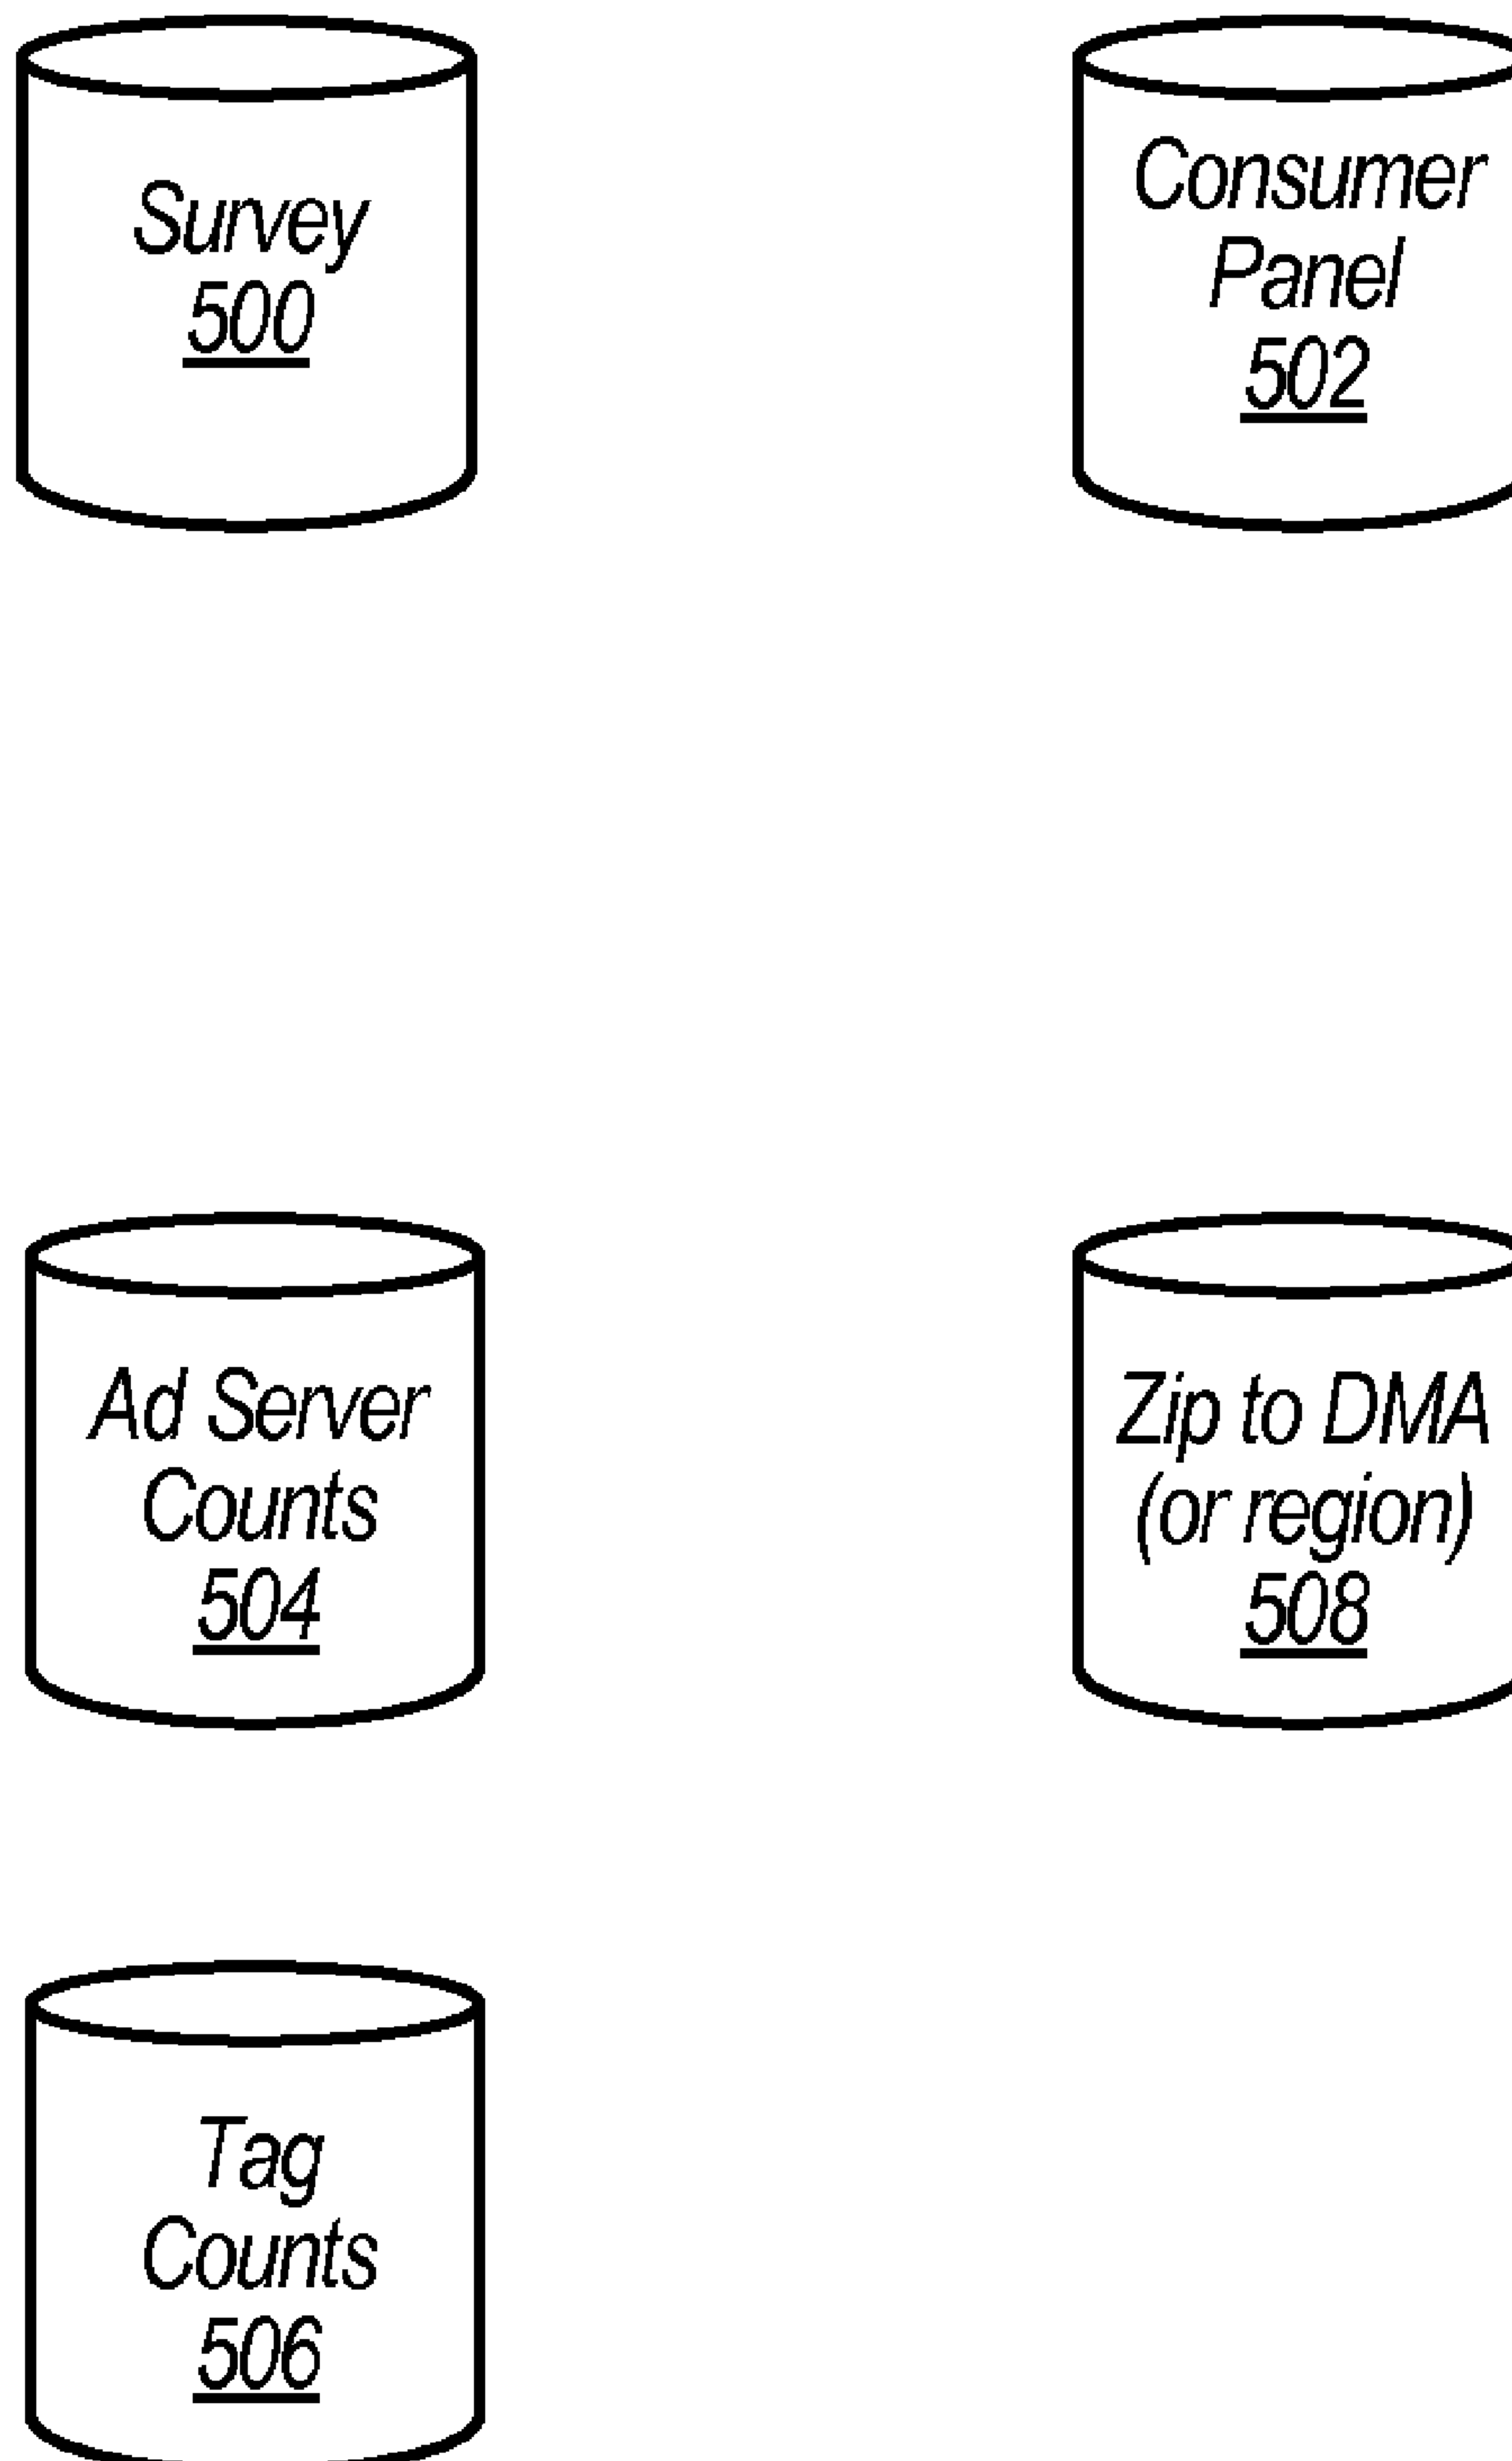 Survey
500
Consumer
Panel
502
Ad Server
Counts
504
Zip to DMA
(or region)
508
Tag
Counts
506